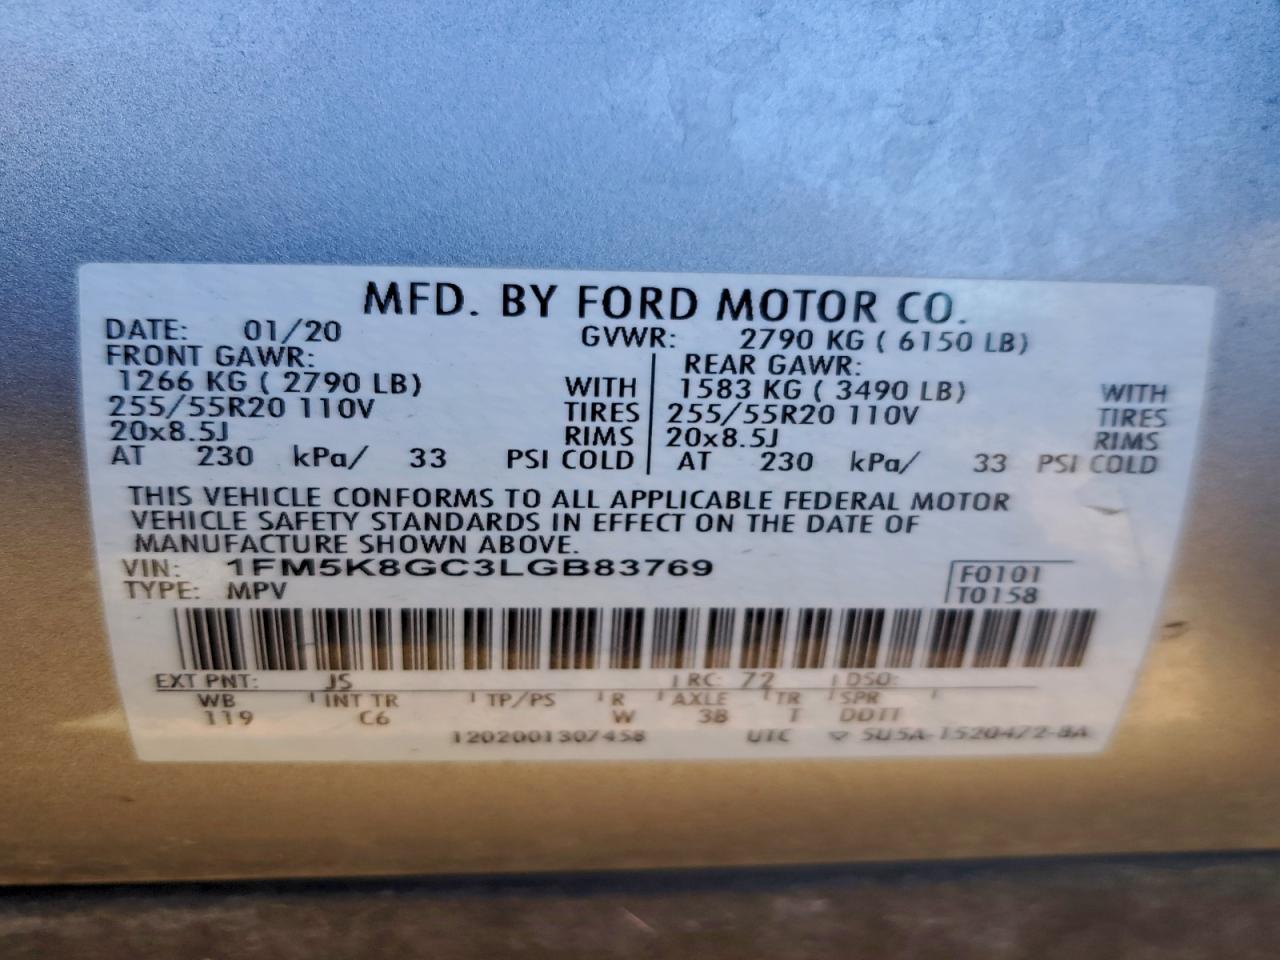 MFD. BY FORD MOTOR CO.
DATE: 01/20 GVWR: 2790 KG ( 6150 LB)
FRONT GAWR: REAR GAWR:
1266 KG ( 2790 LB) WITH 1583 KG ( 3490 LB) WITH
255/55R20 110V TIRES 255/55R20 110V TIRES
20x8.5J RIMS 20x8.5J RIMS
AT 230 kPa/ 33 PSI COLD AT 230 kPa/ 33 PSI COLD
THIS VEHICLE CONFORMS TO ALL APPLICABLE FEDERAL MOTOR
VEHICLE SAFETY STANDARDS IN EFFECT ON THE DATE OF
MANUFACTURE SHOWN ABOVE.
VIN: 1FM5K8GC3LGB83769 F0101
TYPE: MPV T0158
EXT PNT: JS RC: 72 DSO:
WB INT TR TP/PS R AXLE TR SPR
119 C6 W 3B T DDTT
1202001307458 UTC 5U5A-1520472-BA